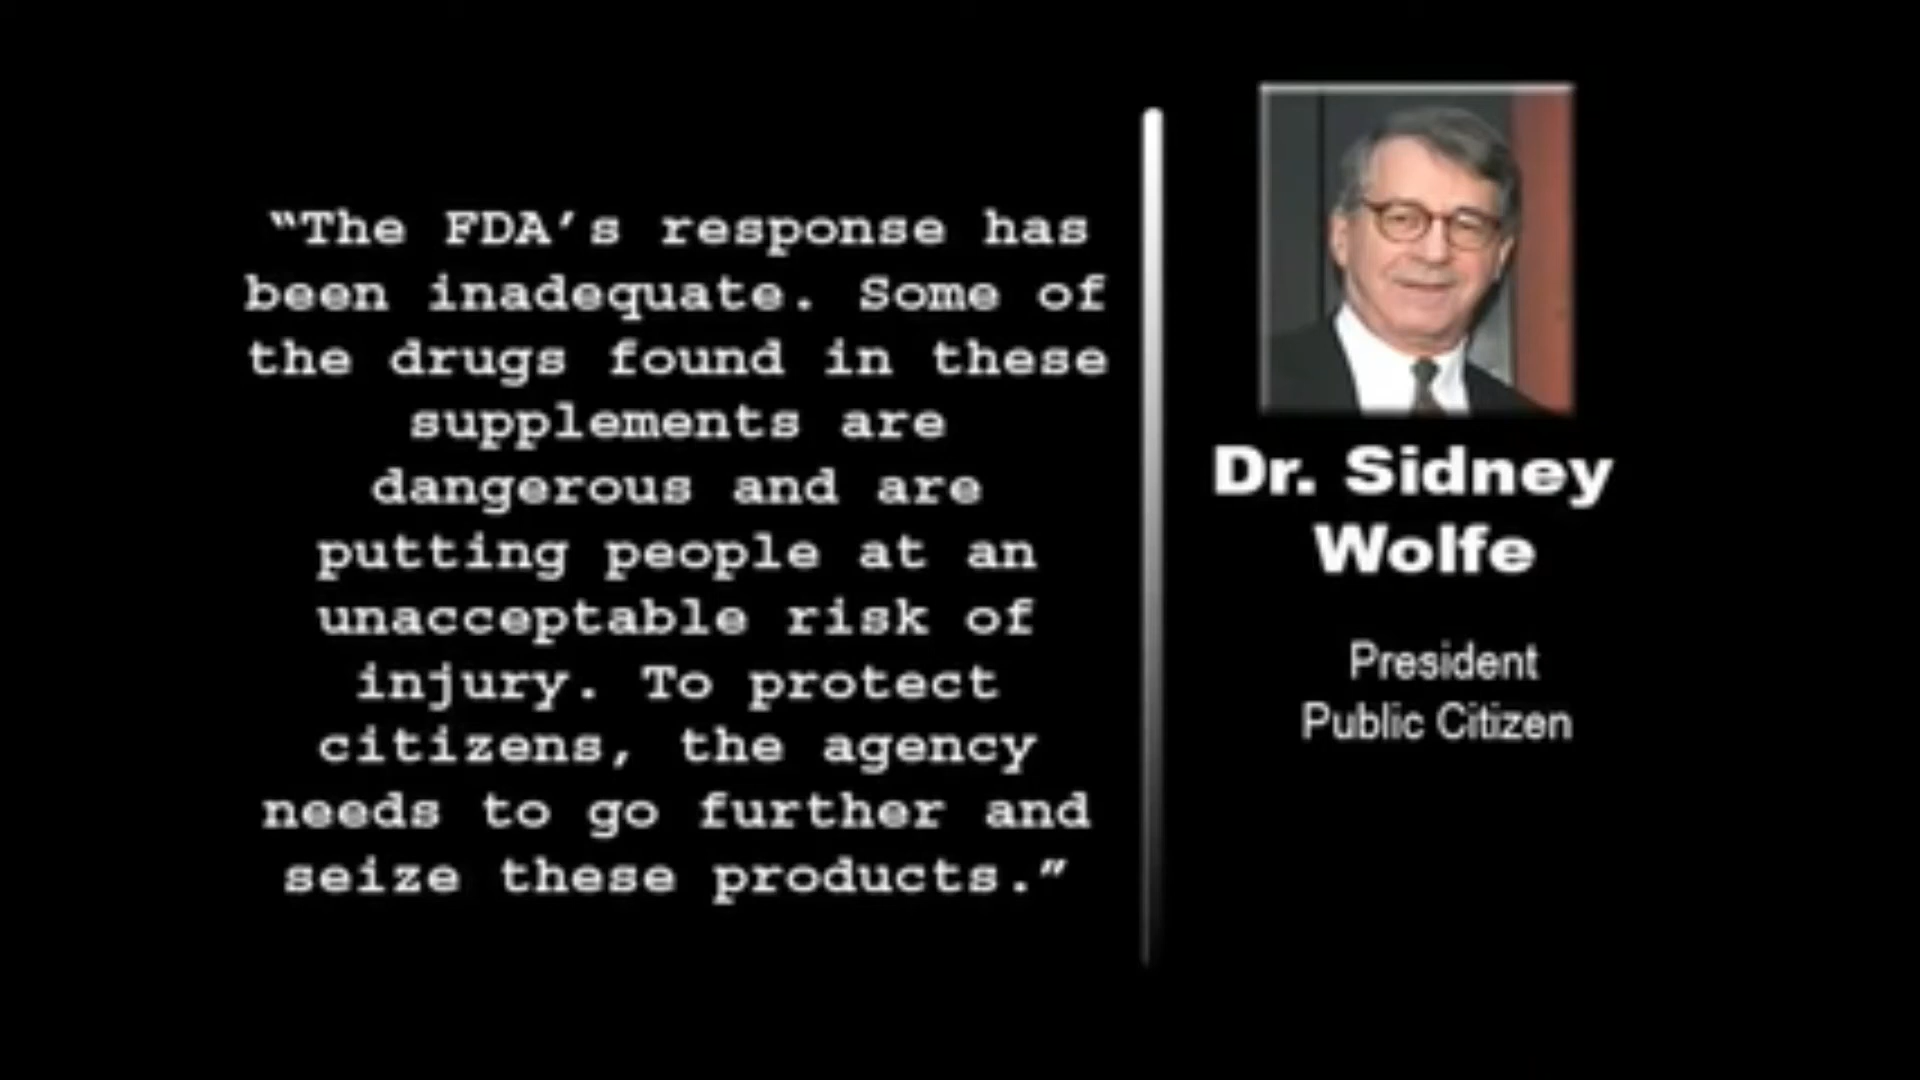 “The FDA’s response has
been inadequate. Some of
the drugs found in these
supplements are
dangerous and are
putting people at an
unacceptable risk of
injury. To protect
citizens, the agency
needs to go further and
seize these products.”
Dr. Sidney
Wolfe
President
Public Citizen